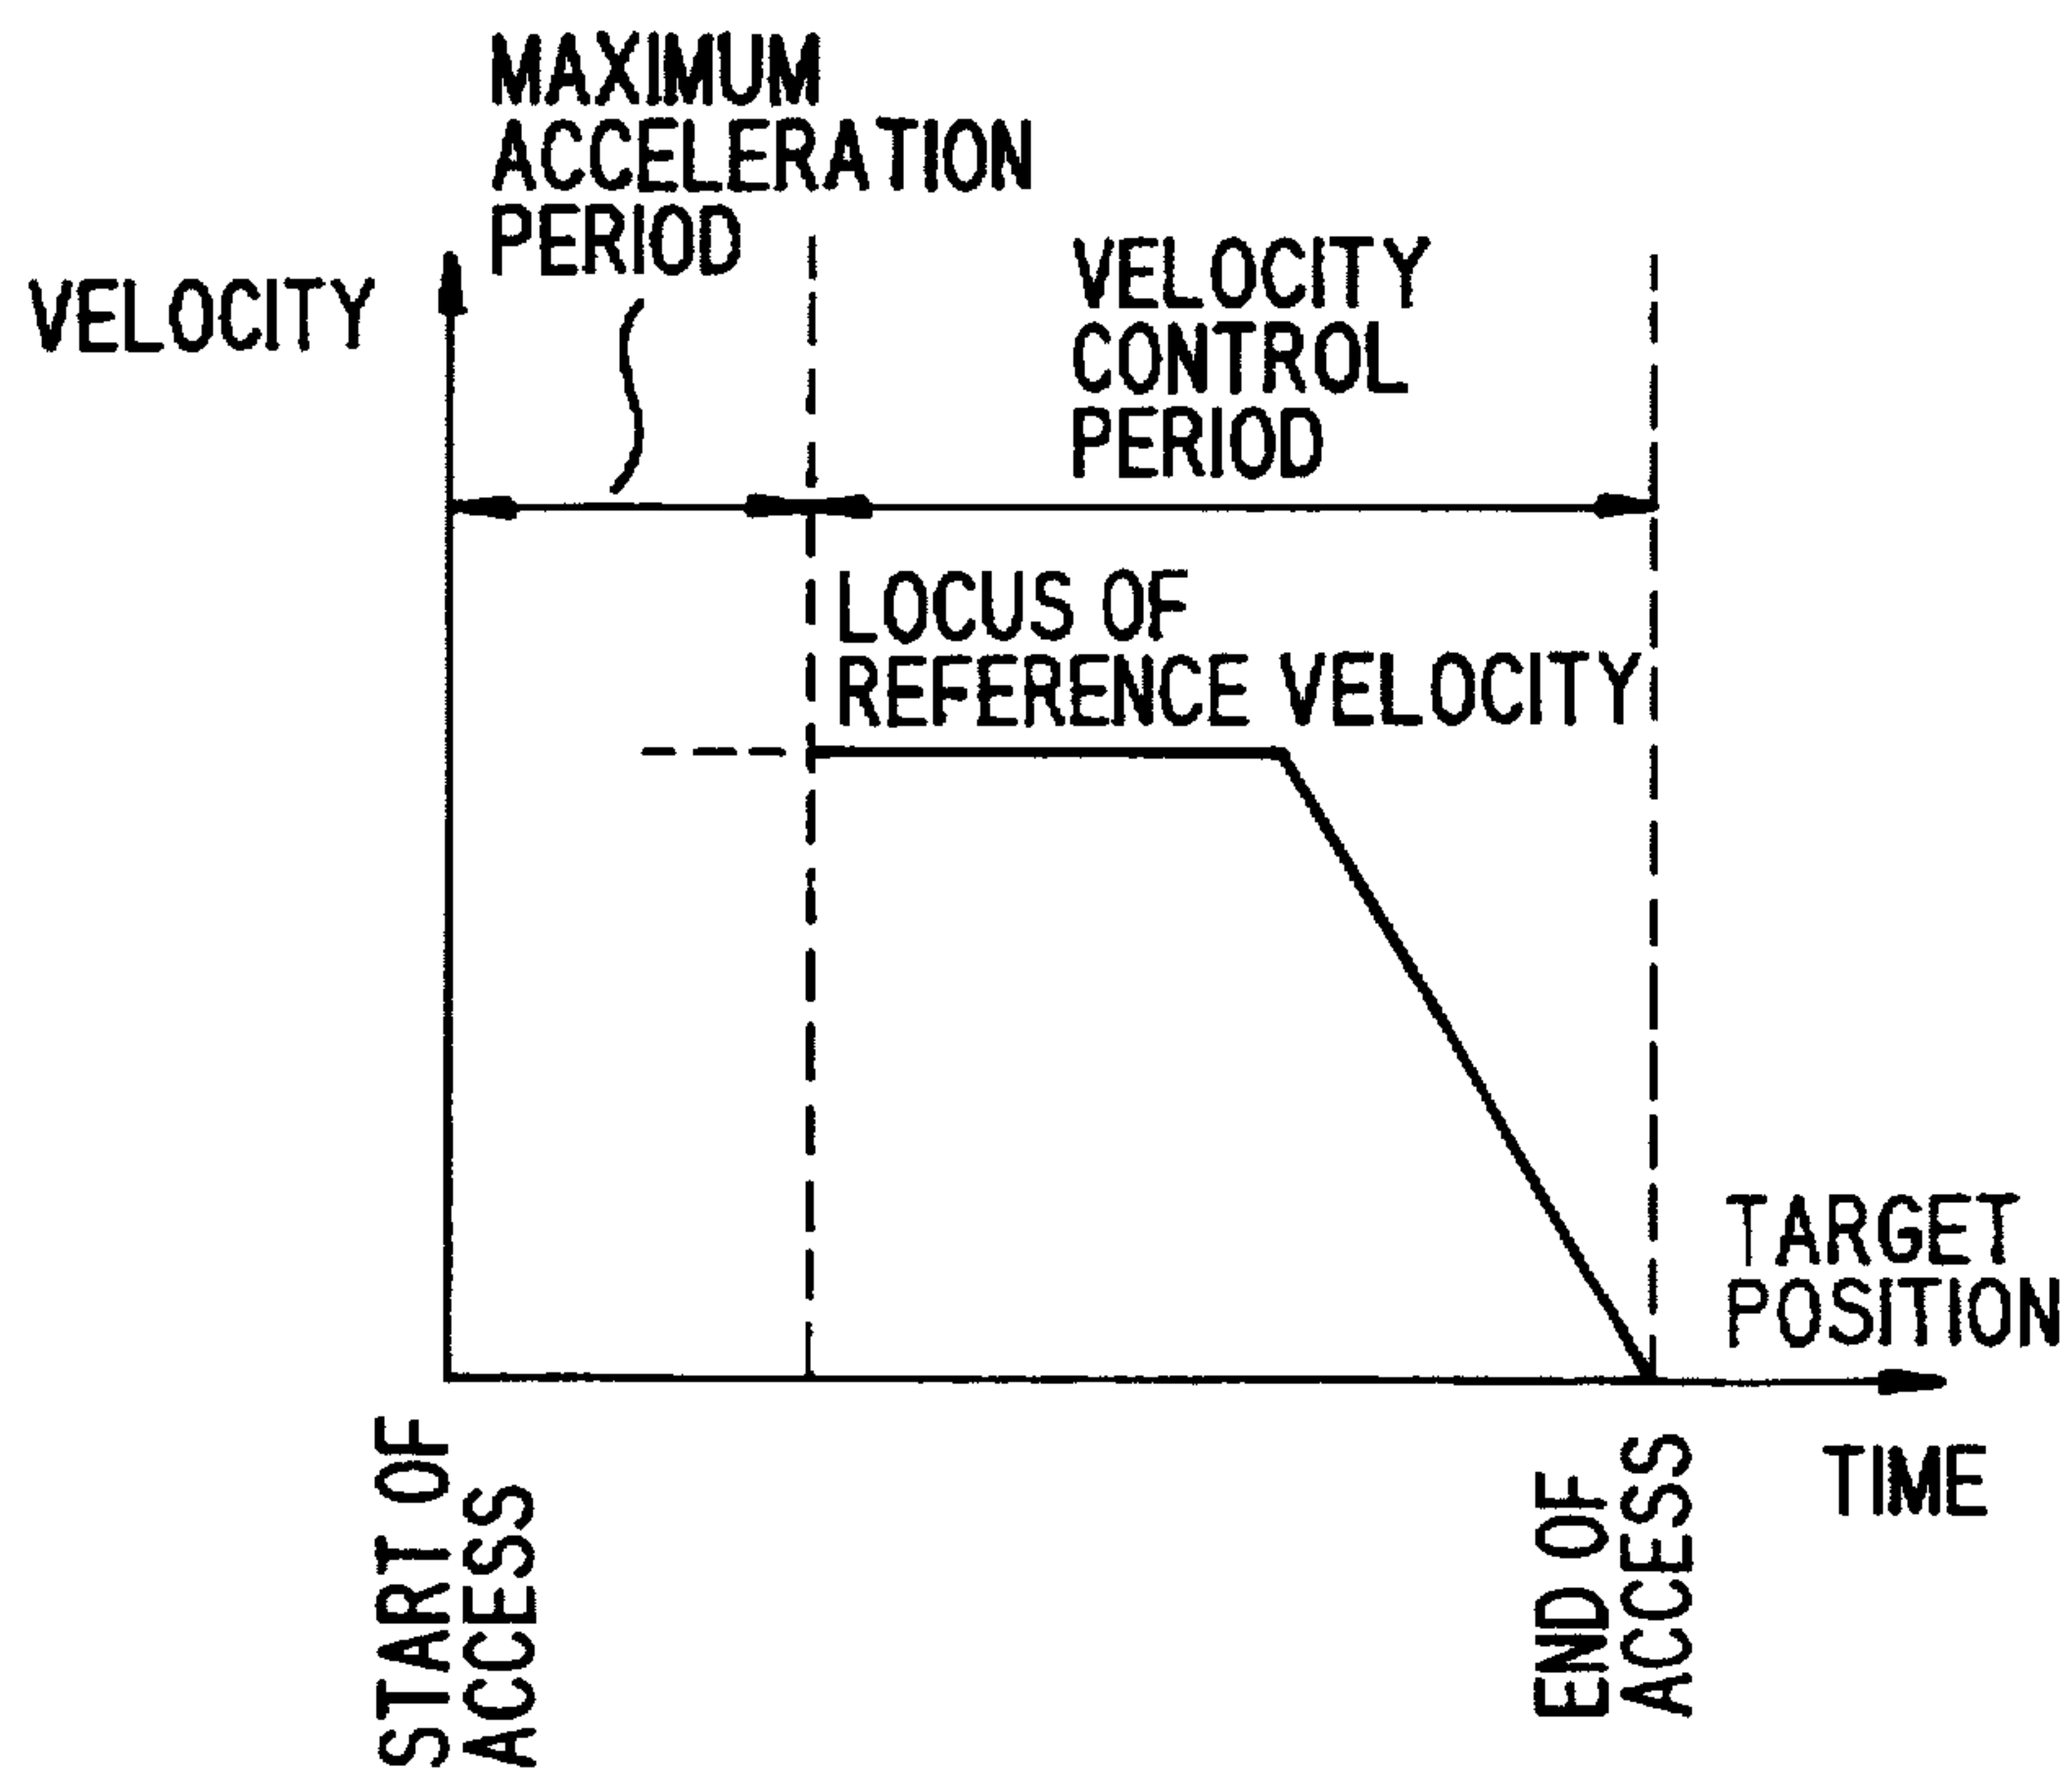 MAXIMUM
ACCELERATION
PERIOD
VELOCITY
VELOCITY
CONTROL
PERIOD
LOCUS OF
REFERENCE VELOCITY
TARGET
POSITION
START OF
ACCESS
END OF
ACCESS
TIME